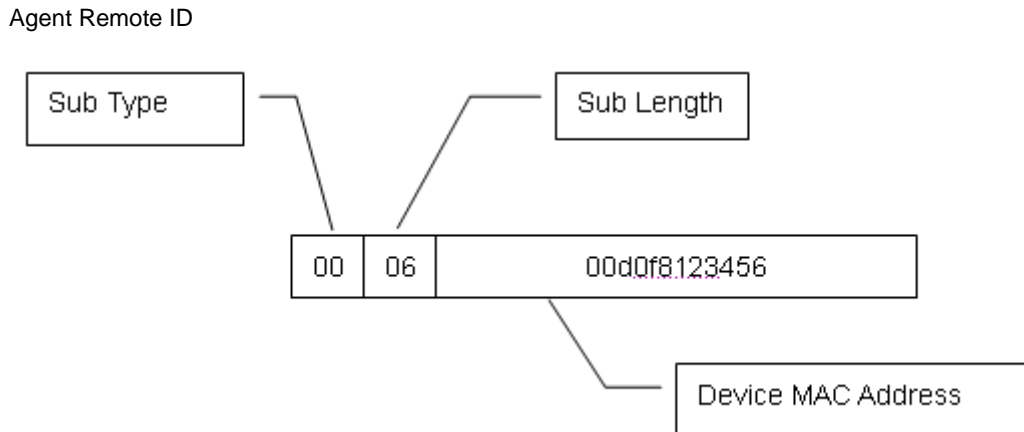 Agent Remote ID
Sub Type
Sub Length
00 06 00d0f8123456
Device MAC Address